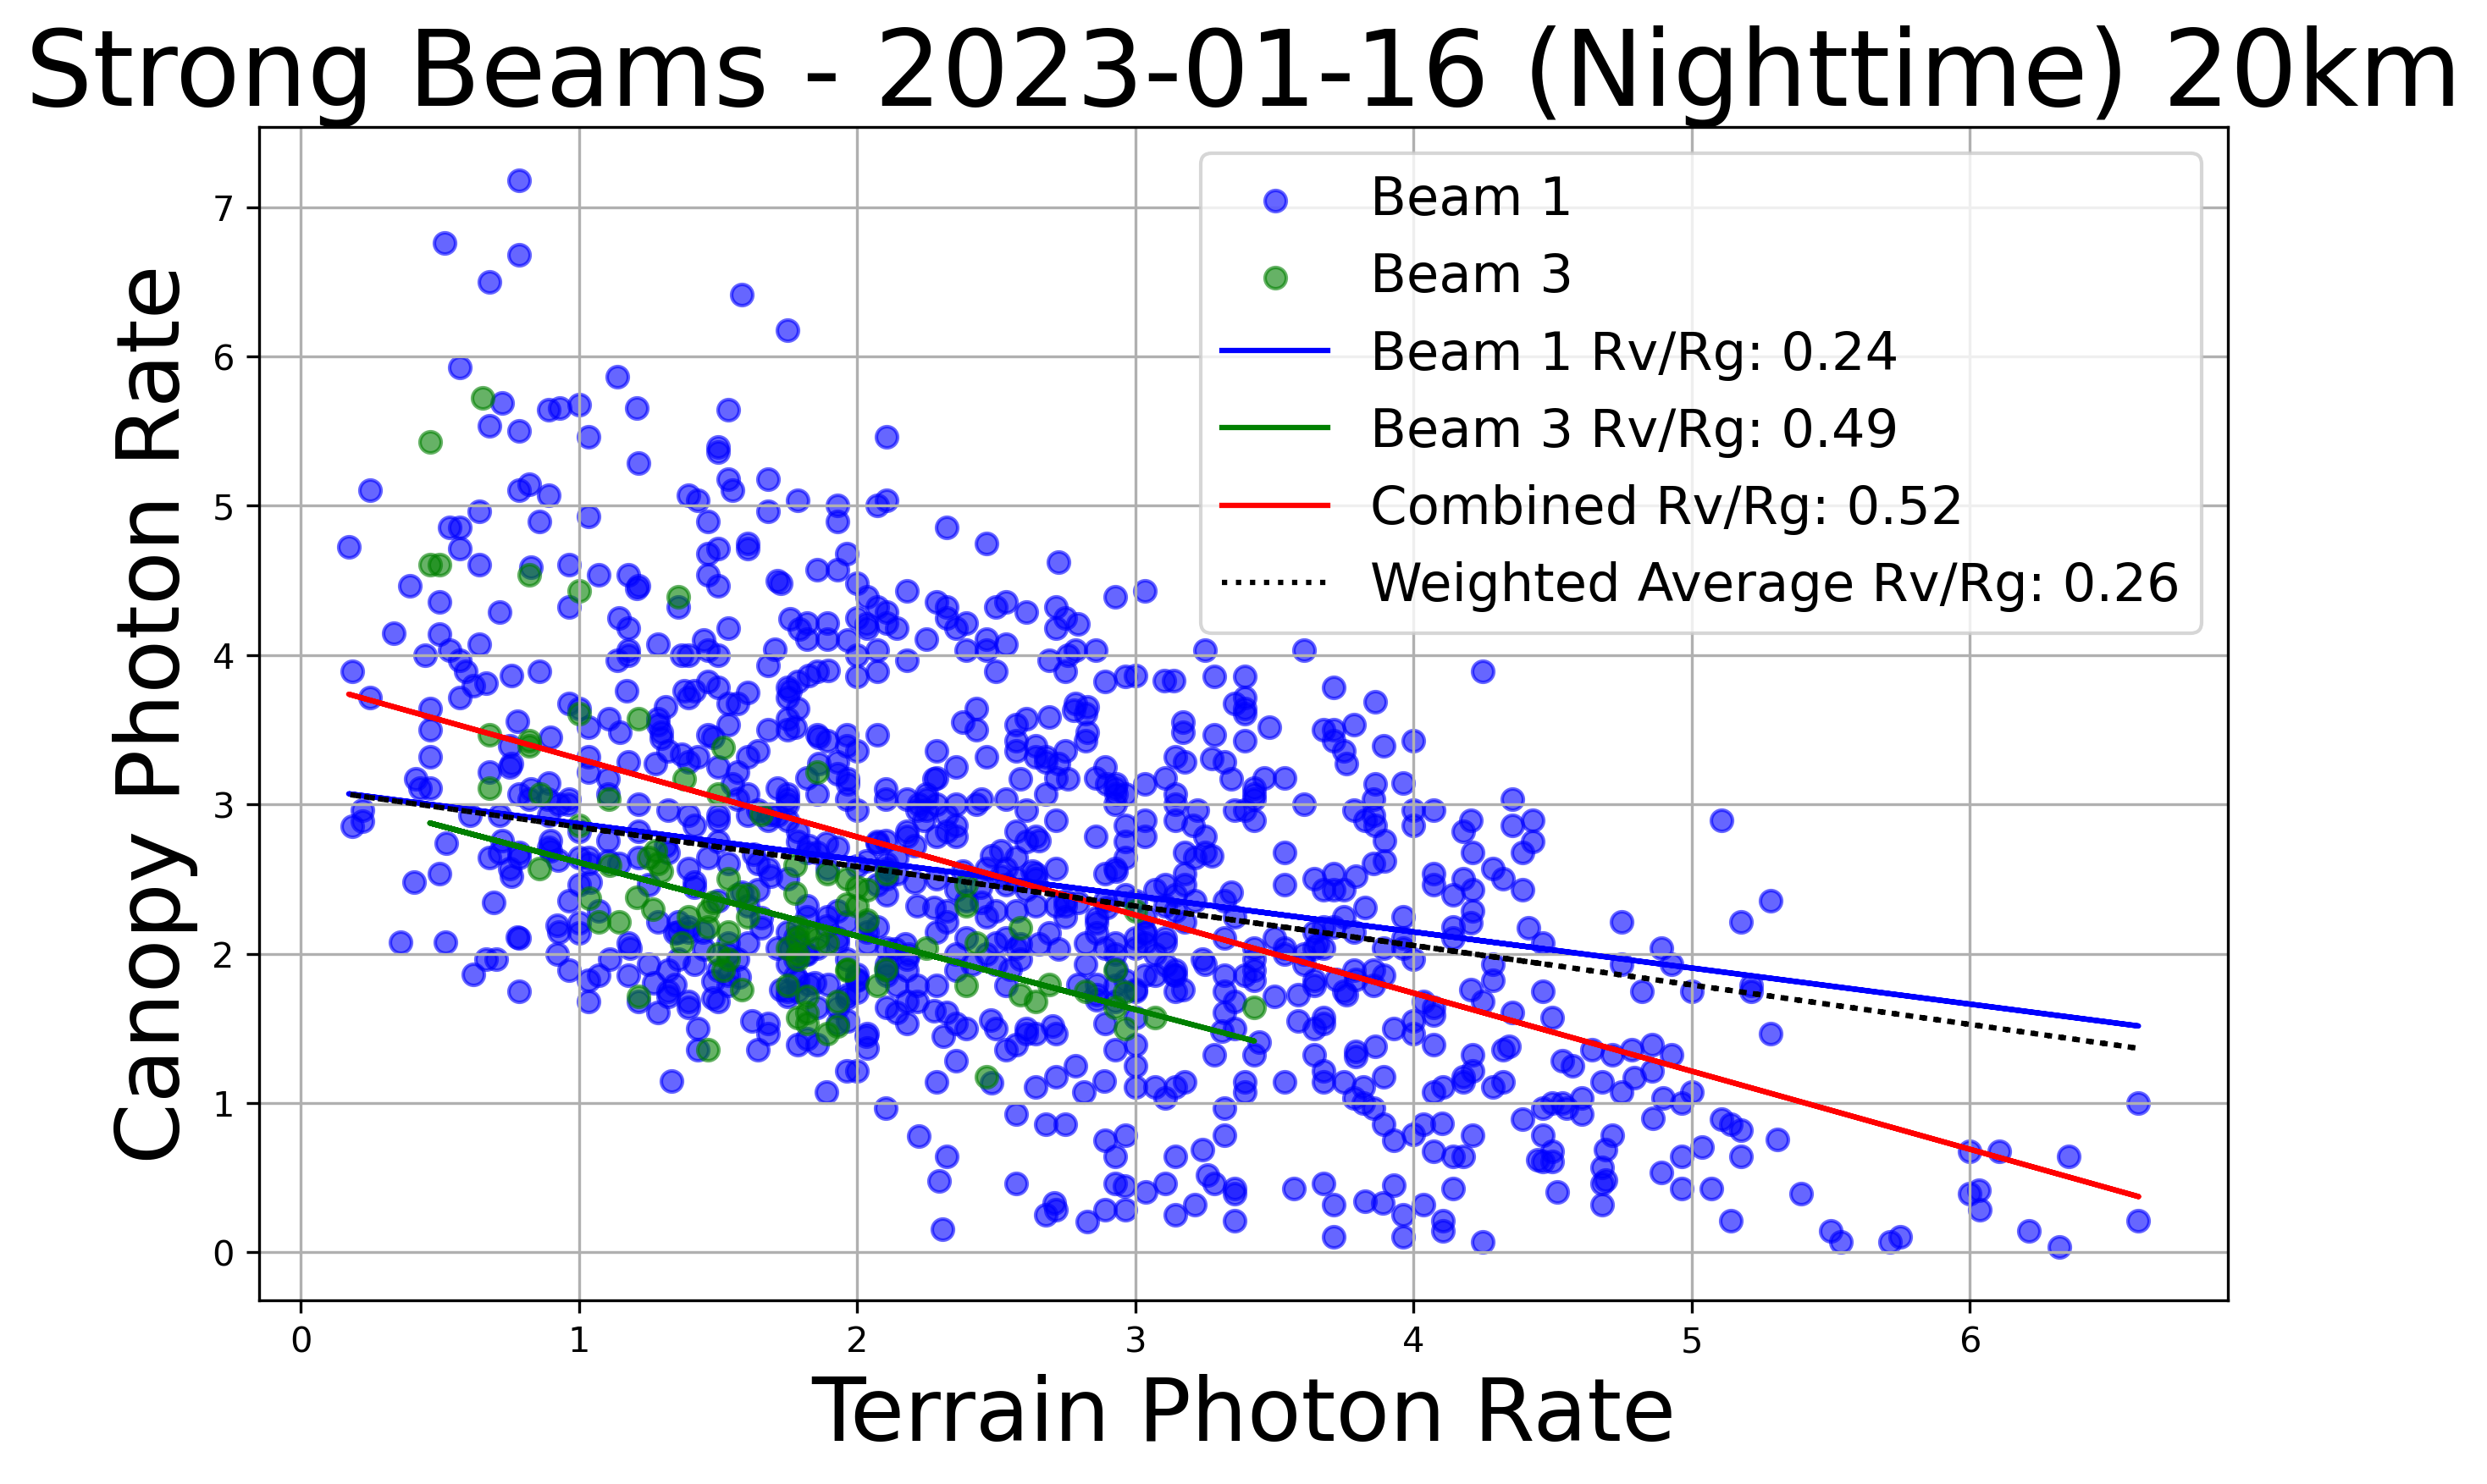 Strong Beams - 2023-01-16 (Nighttime) 20km
Canopy Photon Rate
7
6
5
4
3
2
1
0
Beam 1
Beam 3
Beam 1 Rv/Rg: 0.24
Beam 3 Rv/Rg: 0.49
Combined Rv/Rg: 0.52
Weighted Average Rv/Rg: 0.26
0 1 2 3 4 5 6
Terrain Photon Rate